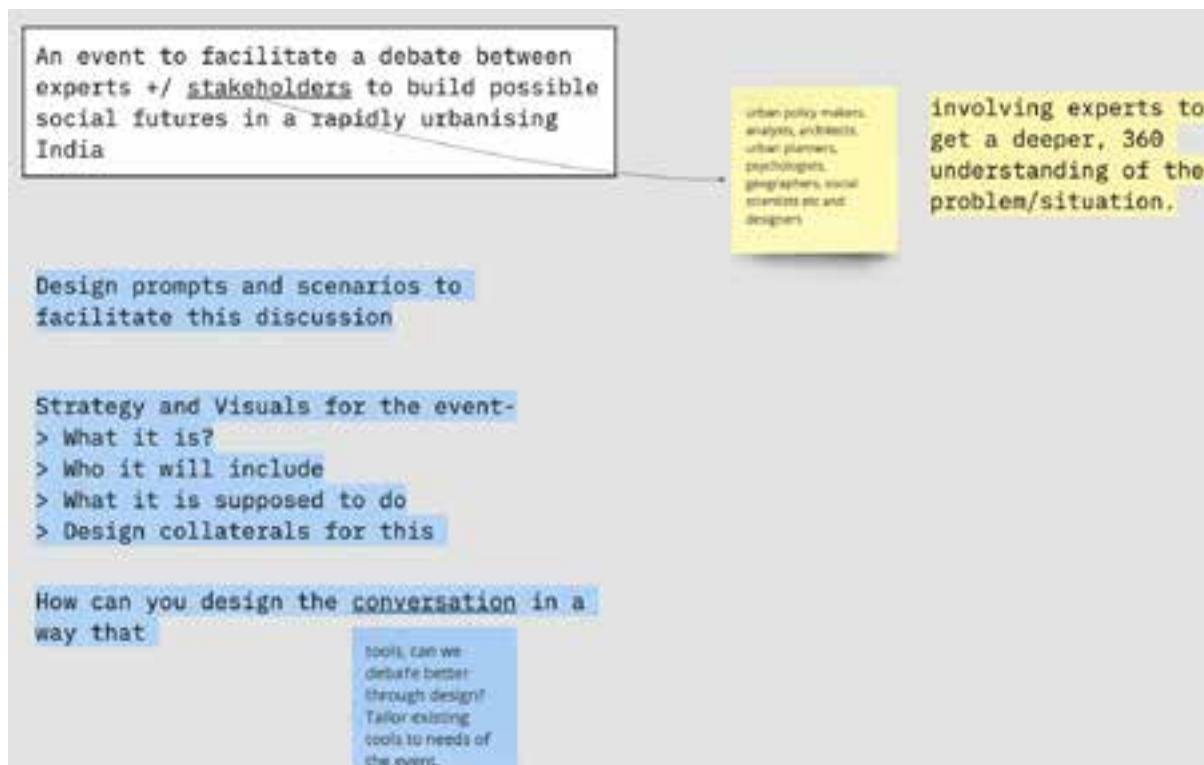 An event to facilitate a debate between
experts +/ stakeholders to build possible
social futures in a rapidly urbanising
India
urban policy makers,
analysts, architects,
urban planners,
psychologists,
geographers, social
scientists etc and
designers
involving experts to
get a deeper, 360
understanding of the
problem/situation.
Design prompts and scenarios to
facilitate this discussion
Strategy and Visuals for the event-
> What it is?
> Who it will include
> What it is supposed to do
> Design collaterals for this
How can you design the conversation in a
way that
tools, can we
debate better
through design?
Tailor existing
tools to needs of
the event.